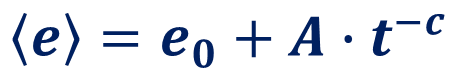 ⟨e⟩ = e₀ + A · t⁻ᶜ